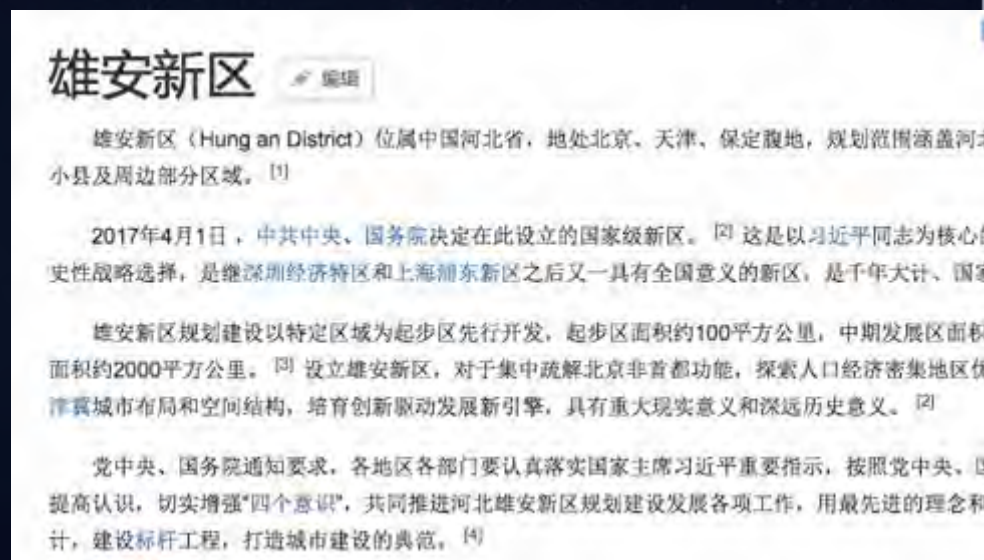 雄安新区 编辑
雄安新区（Hung an District）位属中国河北省，地处北京、天津、保定腹地，规划范围涵盖河北
小县及周边部分区域。[1]
2017年4月1日，中共中央、国务院决定在此设立的国家级新区。[2] 这是以习近平同志为核心的
史性战略选择，是继深圳经济特区和上海浦东新区之后又一具有全国意义的新区，是千年大计、国家
雄安新区规划建设以特定区域为起步区先行开发，起步区面积约100平方公里，中期发展区面积
面积约2000平方公里。[3] 设立雄安新区，对于集中疏解北京非首都功能，探索人口经济密集地区优
津冀城市布局和空间结构，培育创新驱动发展新引擎，具有重大现实意义和深远历史意义。[2]
党中央、国务院通知要求，各地区各部门要认真落实国家主席习近平重要指示，按照党中央、国
提高认识，切实增强“四个意识”，共同推进河北雄安新区规划建设发展各项工作，用最先进的理念和
计，建设标杆工程，打造城市建设的典范。[4]